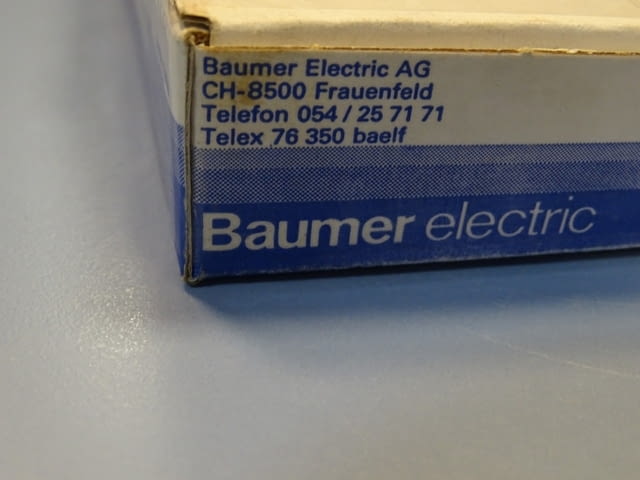 Baumer Electric AG
CH-8500 Frauenfeld
Telefon 054 / 25 71 71
Telex 76 350 baelf
Baumer electric